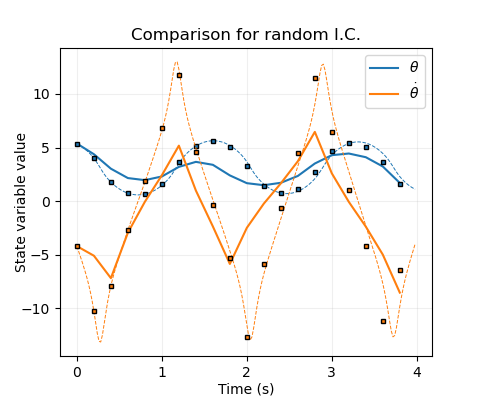 Comparison for random I.C.
θ
θ̇
State variable value
10
5
0
−5
−10
0 1 2 3 4
Time (s)